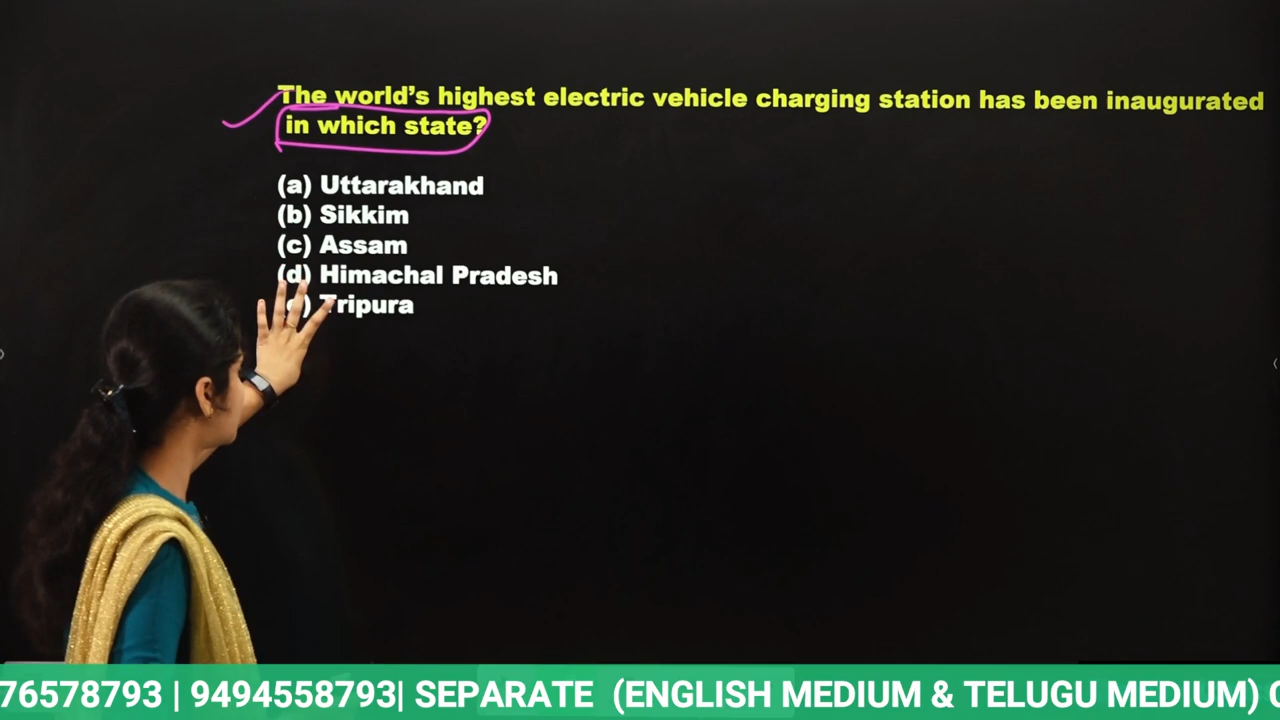 The world’s highest electric vehicle charging station has been inaugurated
in which state?
(a) Uttarakhand
(b) Sikkim
(c) Assam
(d) Himachal Pradesh
Tripura
76578793 | 9494558793| SEPARATE (ENGLISH MEDIUM & TELUGU MEDIUM)